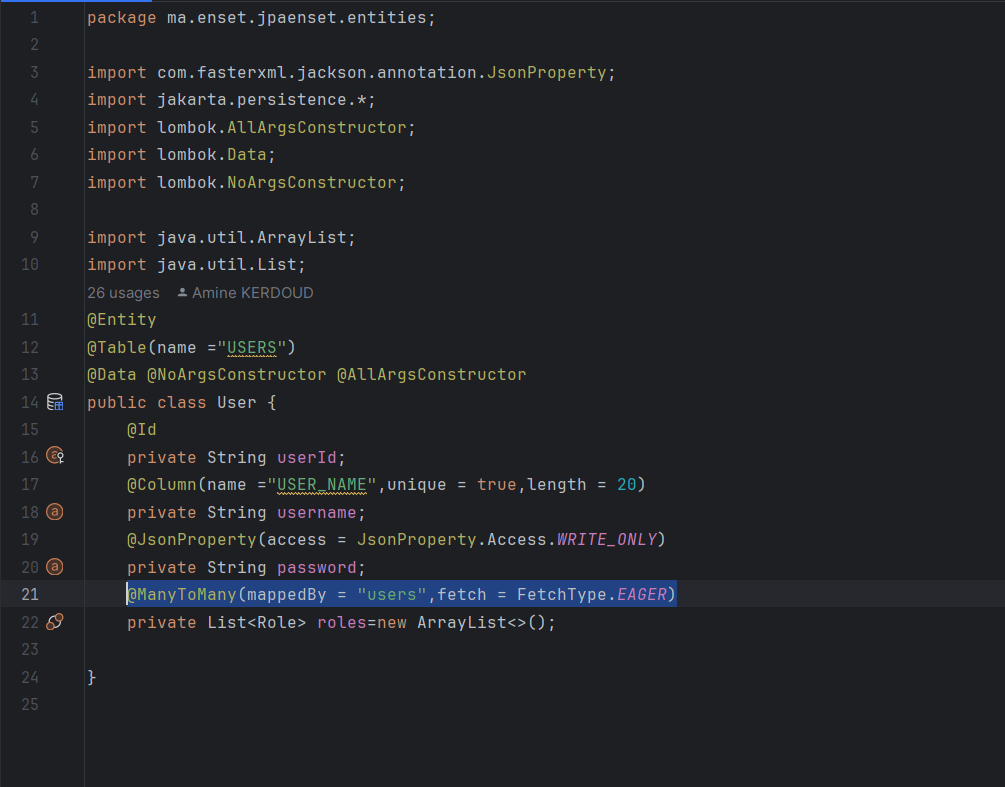 1 package ma.enset.jpaenset.entities;
2
3 import com.fasterxml.jackson.annotation.JsonProperty;
4 import jakarta.persistence.*;
5 import lombok.AllArgsConstructor;
6 import lombok.Data;
7 import lombok.NoArgsConstructor;
8
9 import java.util.ArrayList;
10 import java.util.List;
26 usages Amine KERDOUD
11 @Entity
12 @Table(name ="USERS")
13 @Data @NoArgsConstructor @AllArgsConstructor
14 public class User {
15 @Id
16 private String userId;
17 @Column(name ="USER_NAME",unique = true,length = 20)
18 private String username;
19 @JsonProperty(access = JsonProperty.Access.WRITE_ONLY)
20 private String password;
21 @ManyToMany(mappedBy = "users",fetch = FetchType.EAGER)
22 private List<Role> roles=new ArrayList<>();
23
24 }
25